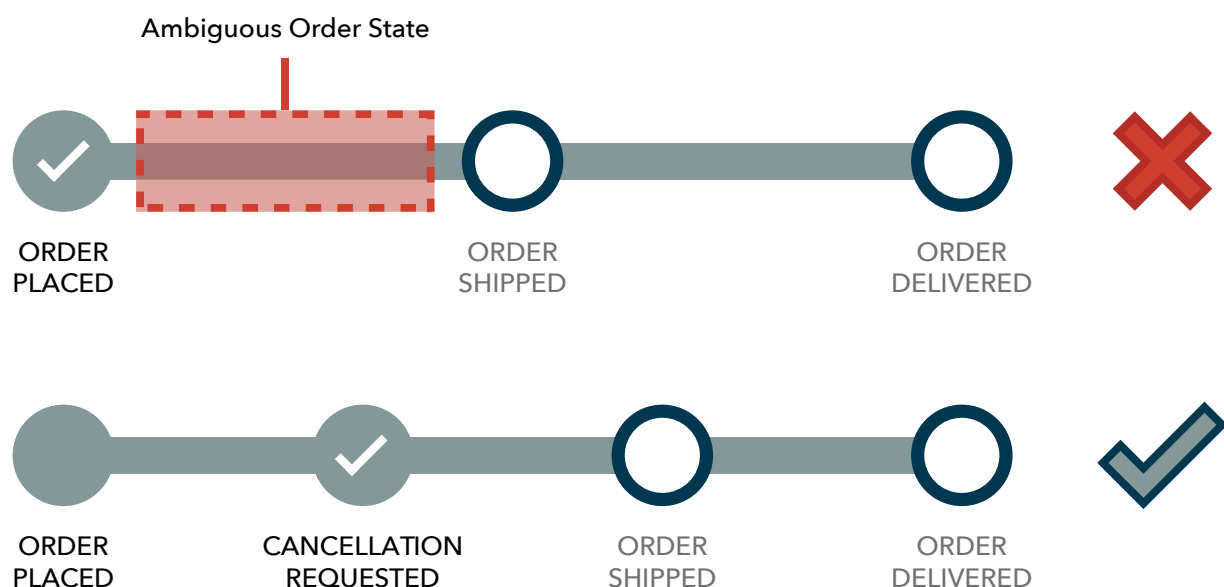 Ambiguous Order State
ORDER
PLACED
ORDER
SHIPPED
ORDER
DELIVERED
ORDER
PLACED
CANCELLATION
REQUESTED
ORDER
SHIPPED
ORDER
DELIVERED